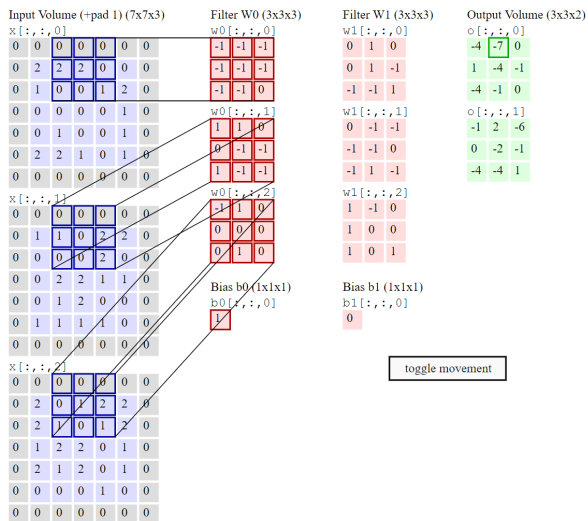 Input Volume (+pad 1) (7x7x3)
x[:,:,0]
0 0 0 0 0 0 0
0 2 2 2 0 0 0
0 1 0 0 1 2 0
0 0 0 0 0 1 0
0 0 1 0 0 1 0
0 2 2 1 0 1 0
0 0 0 0 0 0 0
x[:,:,1]
0 0 0 0 0 0 0
0 1 1 0 2 2 0
0 0 0 0 2 0 0
0 0 2 2 1 1 0
0 0 1 2 0 0 0
0 1 1 1 1 0 0
0 0 0 0 0 0 0
x[:,:,2]
0 0 0 0 0 0 0
0 2 0 1 2 2 0
0 2 1 0 1 2 0
0 1 2 2 0 1 0
0 2 1 2 0 1 0
0 0 0 0 1 0 0
0 0 0 0 0 0 0
Filter W0 (3x3x3)
w0[:,:,0]
-1 -1 -1
-1 -1 -1
-1 -1 0
w0[:,:,1]
1 1 0
0 -1 -1
1 -1 -1
w0[:,:,2]
-1 1 0
0 0 0
0 1 0
Bias b0 (1x1x1)
b0[:,:,0]
1
Filter W1 (3x3x3)
w1[:,:,0]
0 1 0
0 1 -1
-1 -1 1
w1[:,:,1]
0 -1 -1
-1 -1 0
-1 1 -1
w1[:,:,2]
1 -1 0
1 0 0
1 0 1
Bias b1 (1x1x1)
b1[:,:,0]
0
Output Volume (3x3x2)
o[:,:,0]
-4 -7 0
1 -4 -1
-4 -1 0
o[:,:,1]
-1 2 -6
0 -2 -1
-4 -4 1
toggle movement